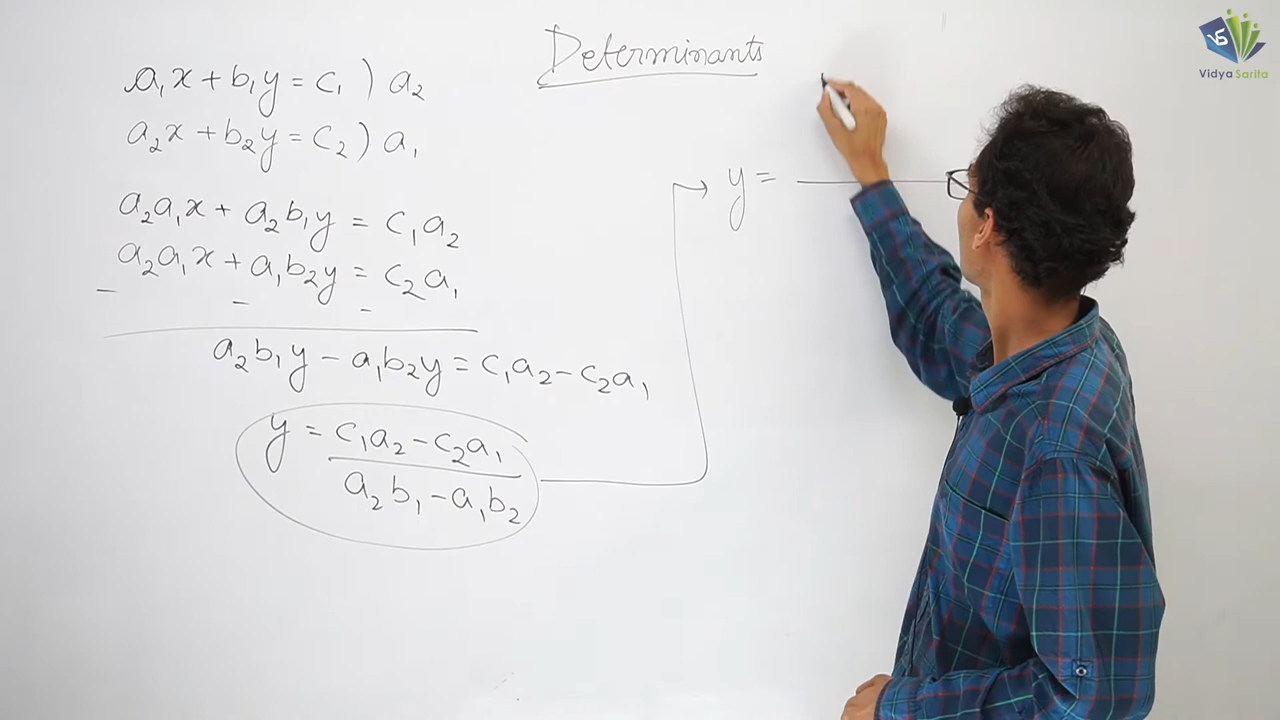 Determinants
a₁x + b₁y = c₁ ) a₂
a₂x + b₂y = c₂ ) a₁
a₂a₁x + a₂b₁y = c₁a₂
a₂a₁x + a₁b₂y = c₂a₁
− − −
a₂b₁y − a₁b₂y = c₁a₂ − c₂a₁
y = c₁a₂ − c₂a₁
a₂b₁ − a₁b₂
y =
VS
Vidya Sarita